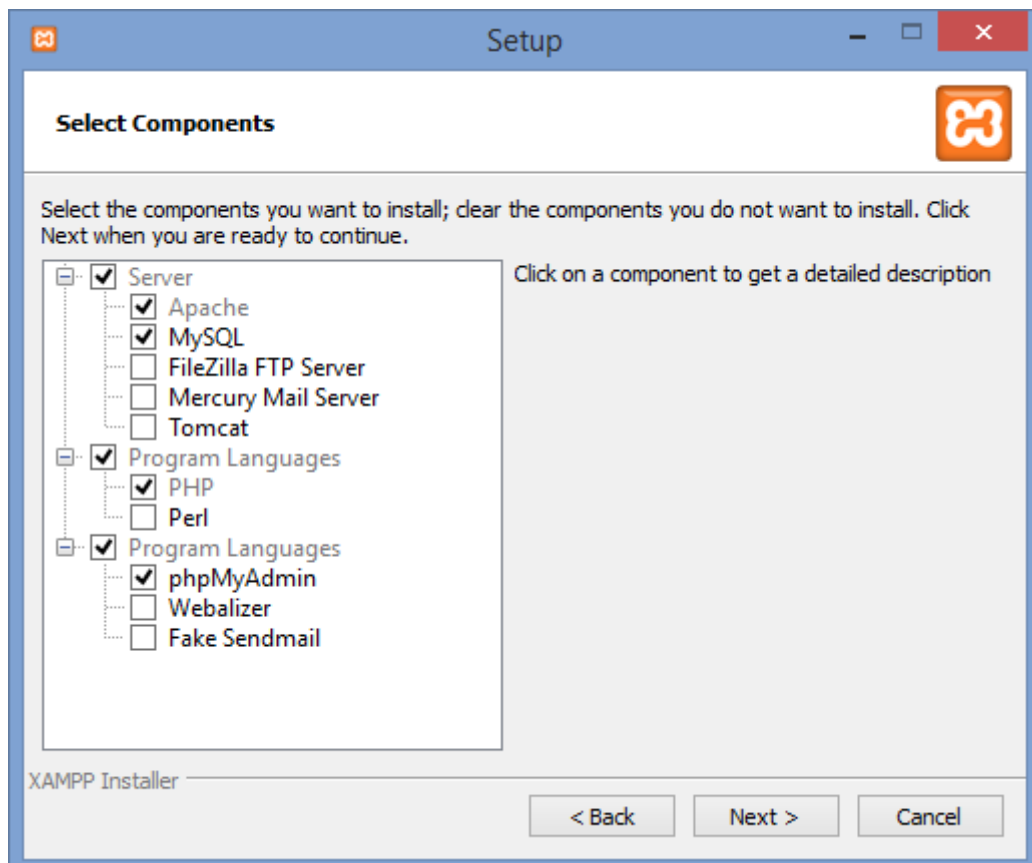 Setup
Select Components
Select the components you want to install; clear the components you do not want to install. Click
Next when you are ready to continue.
Server
Apache
MySQL
FileZilla FTP Server
Mercury Mail Server
Tomcat
Program Languages
PHP
Perl
Program Languages
phpMyAdmin
Webalizer
Fake Sendmail
Click on a component to get a detailed description
XAMPP Installer
< Back
Next >
Cancel